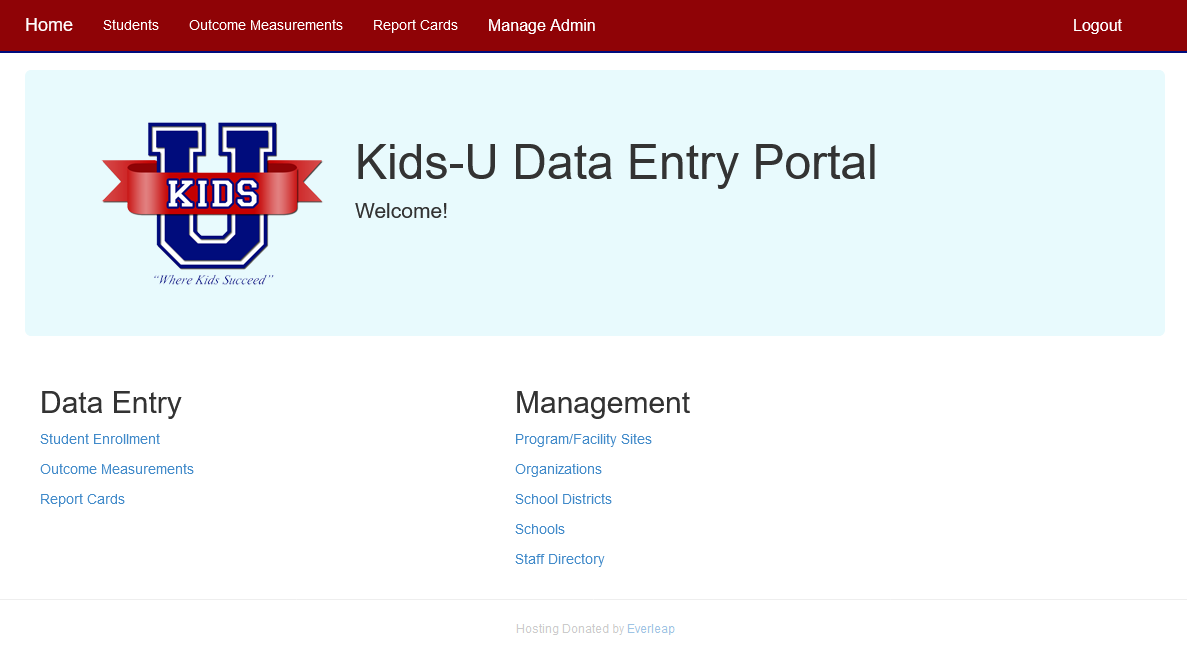 Home Students Outcome Measurements Report Cards Manage Admin Logout
KIDS
U
“Where Kids Succeed”
Kids-U Data Entry Portal
Welcome!
Data Entry
Student Enrollment
Outcome Measurements
Report Cards
Management
Program/Facility Sites
Organizations
School Districts
Schools
Staff Directory
Hosting Donated by Everleap